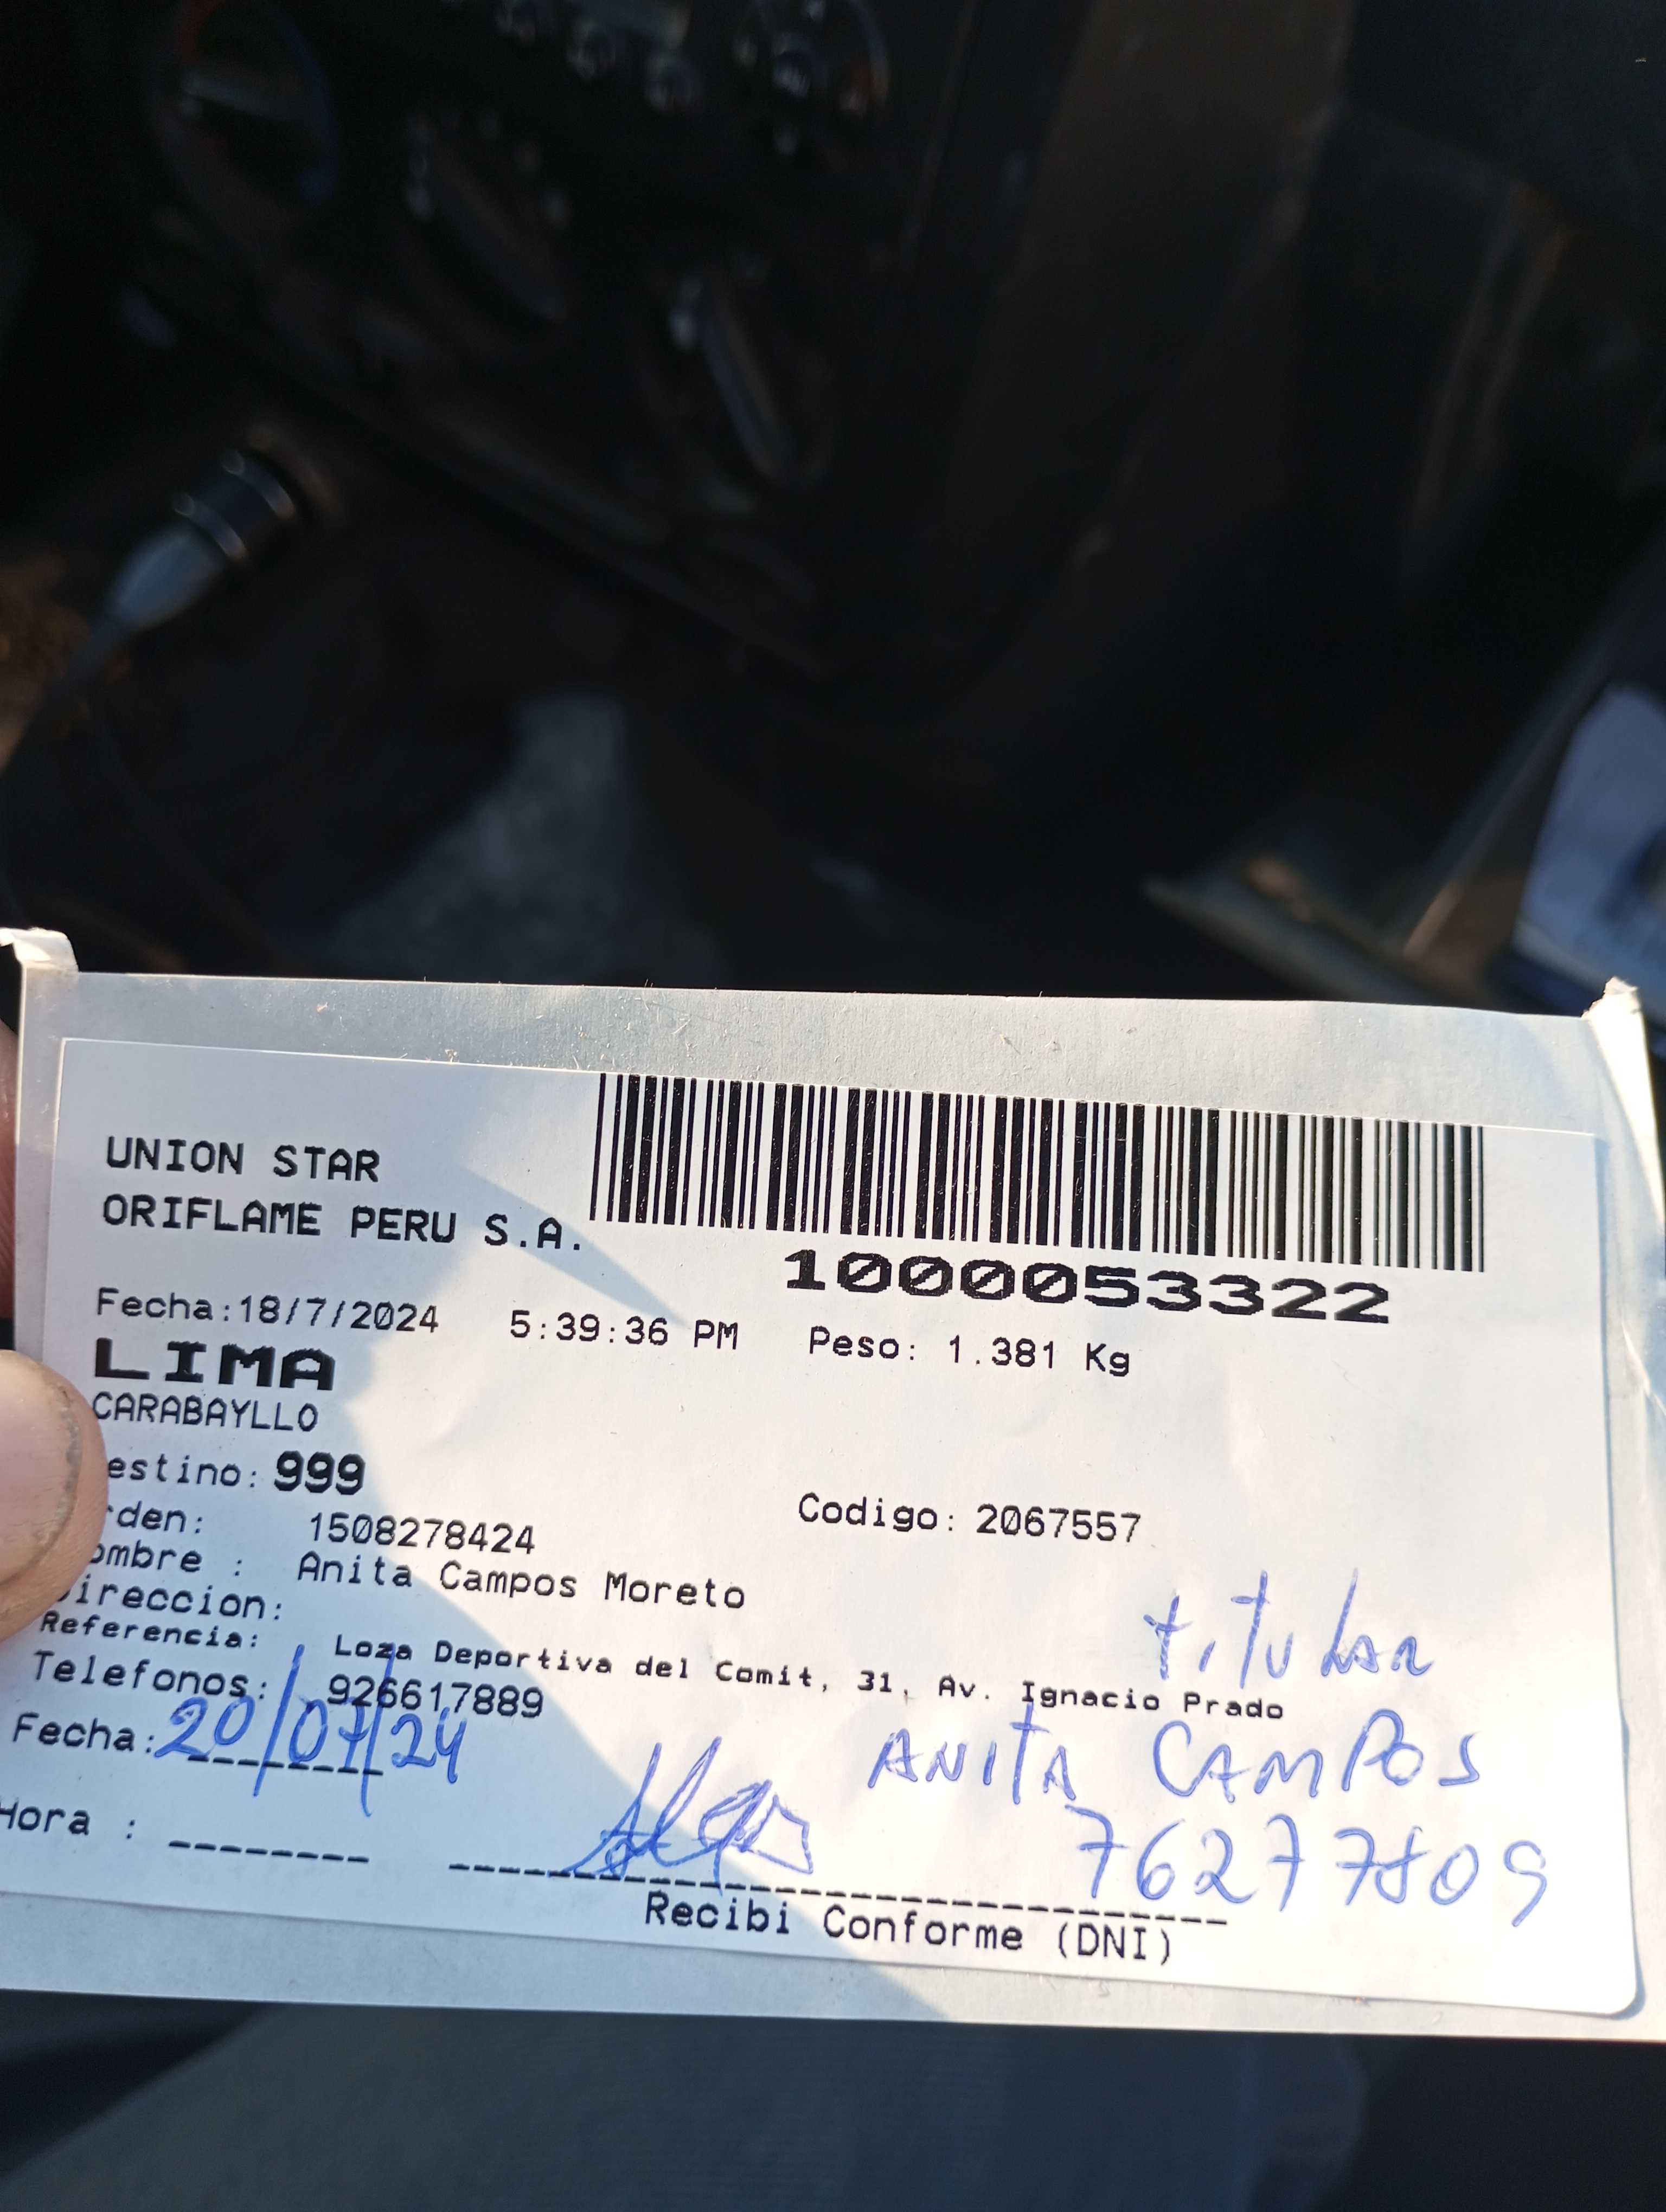 UNION STAR
ORIFLAME PERU S.A.
1000053322
Fecha:18/7/2024 5:39:36 PM Peso: 1.381 Kg
LIMA
CARABAYLLO
estino: 999
rden: 1508278424 Codigo: 2067557
ombre : Anita Campos Moreto
ireccion:
titular
Referencia: Loza Deportiva del Comit, 31, Av. Ignacio Prado
Telefonos: 926617889
Fecha: 20/07/24
ANITA CAMPOS
Hora :
76277809
Recibi Conforme (DNI)